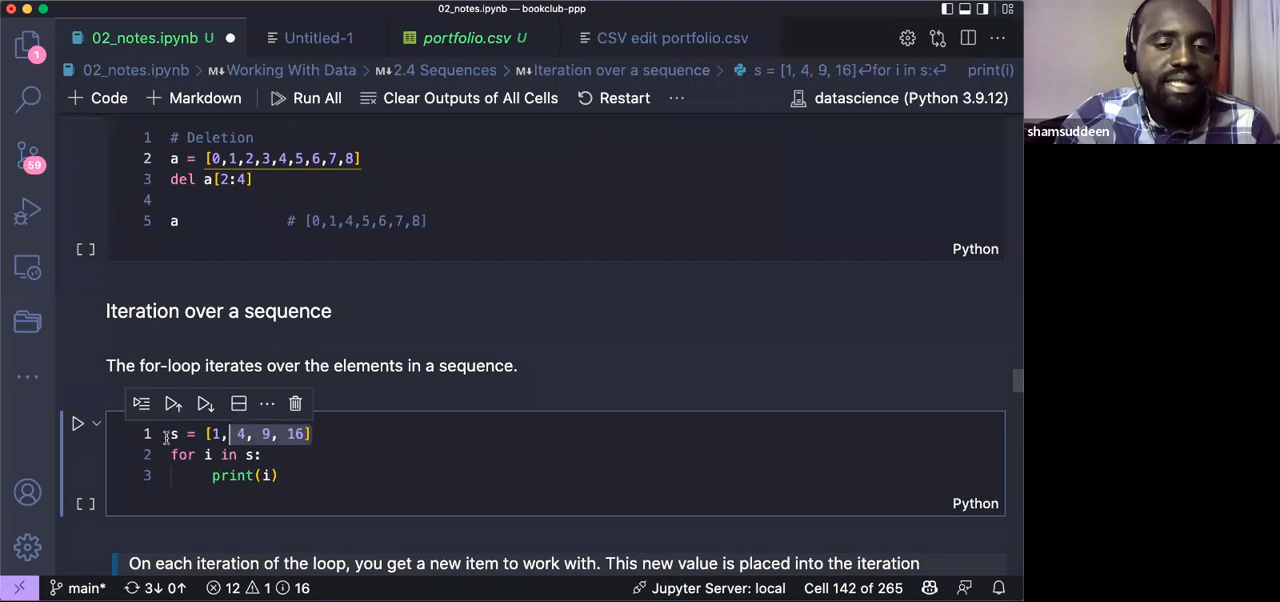 02_notes.ipynb — bookclub-ppp
02_notes.ipynb U Untitled-1 portfolio.csv U CSV edit portfolio.csv
02_notes.ipynb > M Working With Data > M 2.4 Sequences > M Iteration over a sequence > s = [1, 4, 9, 16]↵for i in s:↵ print(i)
+ Code + Markdown Run All Clear Outputs of All Cells Restart ... datascience (Python 3.9.12)
shamsuddeen
1
59
1 # Deletion
2 a = [0,1,2,3,4,5,6,7,8]
3 del a[2:4]
4
5 a # [0,1,4,5,6,7,8]
[ ] Python
Iteration over a sequence
The for-loop iterates over the elements in a sequence.
1 s = [1, 4, 9, 16]
2 for i in s:
3 print(i)
[ ] Python
On each iteration of the loop, you get a new item to work with. This new value is placed into the iteration
main* 3↓ 0↑ 12 1 16 Jupyter Server: local Cell 142 of 265